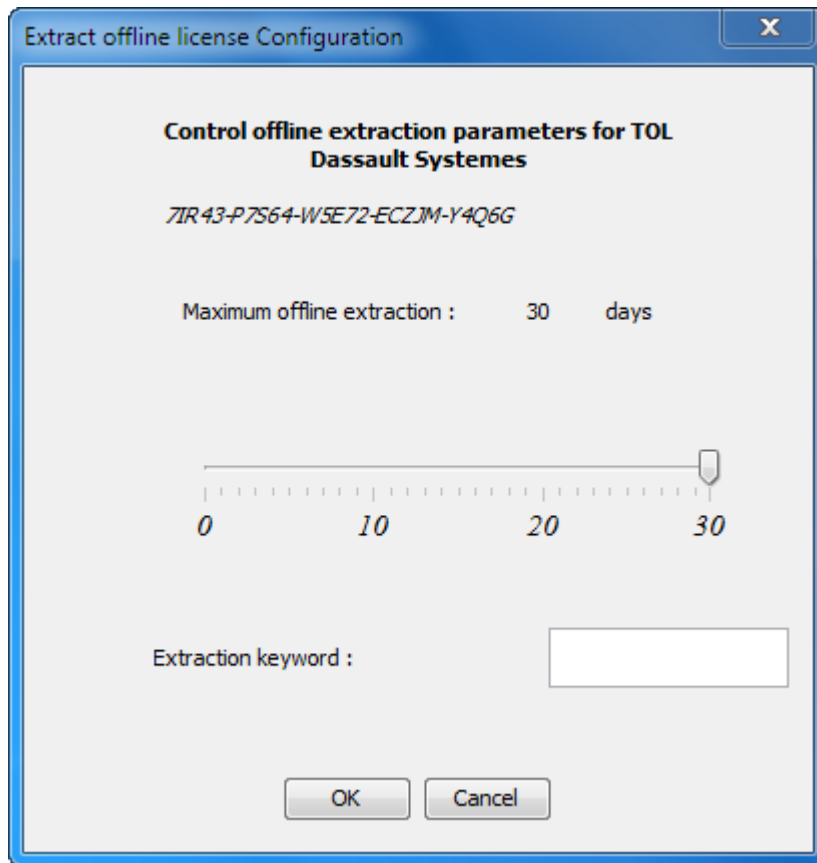 Extract offline license Configuration
X
Control offline extraction parameters for TOL
Dassault Systemes
7IR43-P7S64-W5E72-ECZJM-Y4Q6G
Maximum offline extraction : 30 days
0 10 20 30
Extraction keyword :
OK Cancel